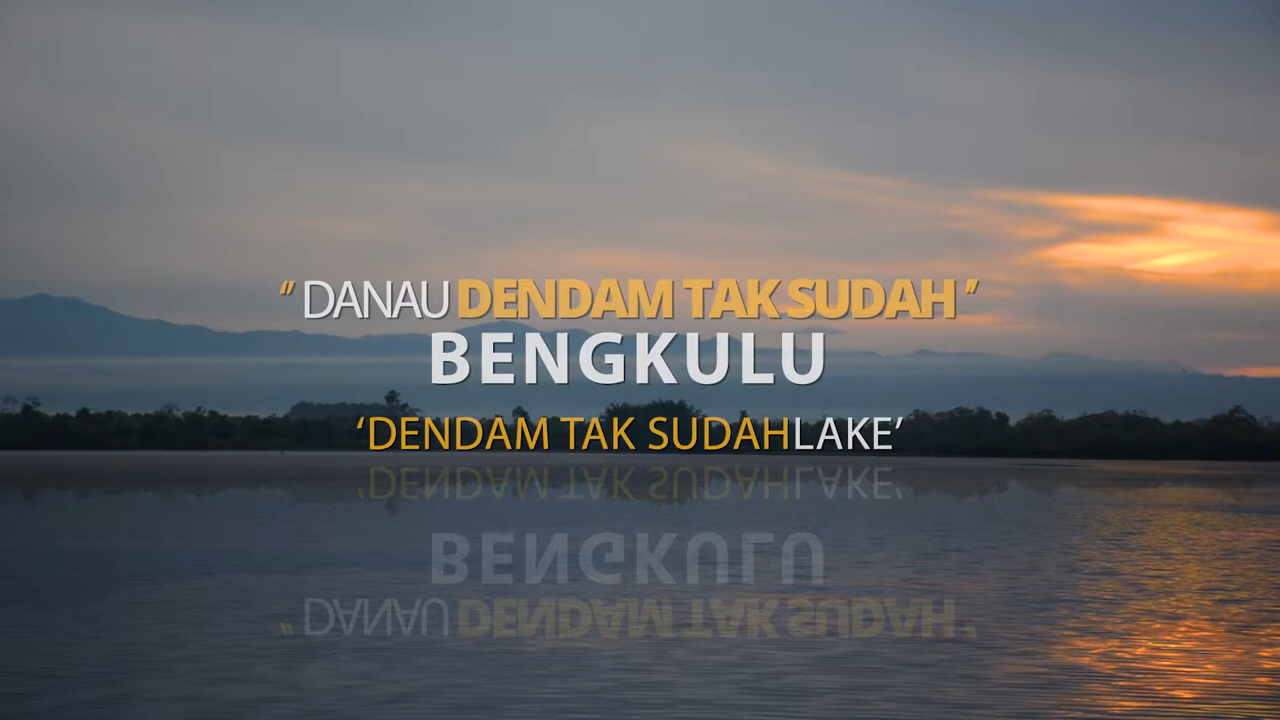 " DANAU DENDAM TAK SUDAH "
BENGKULU
'DENDAM TAK SUDAHLAKE'